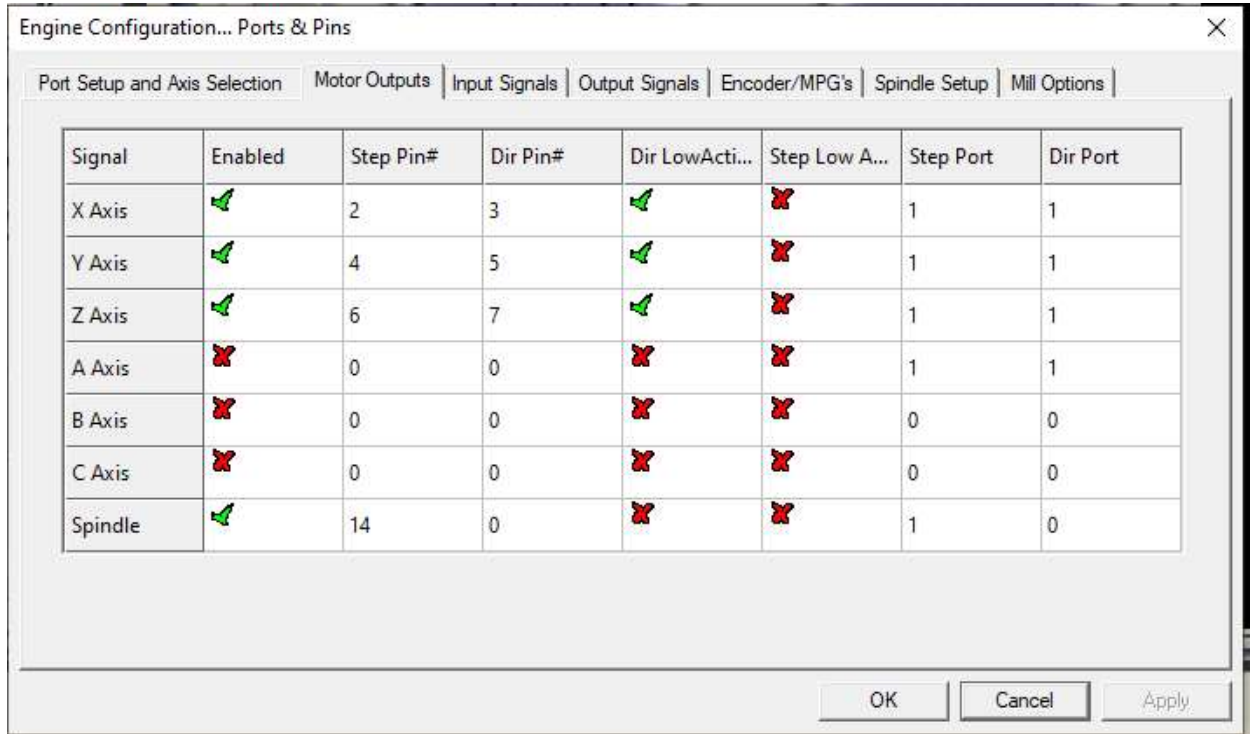 Engine Configuration... Ports & Pins
Port Setup and Axis Selection Motor Outputs Input Signals Output Signals Encoder/MPG's Spindle Setup Mill Options
Signal Enabled Step Pin# Dir Pin# Dir LowActi... Step Low A... Step Port Dir Port
X Axis 2 3 1 1
Y Axis 4 5 1 1
Z Axis 6 7 1 1
A Axis 0 0 1 1
B Axis 0 0 0 0
C Axis 0 0 0 0
Spindle 14 0 1 0
OK Cancel Apply